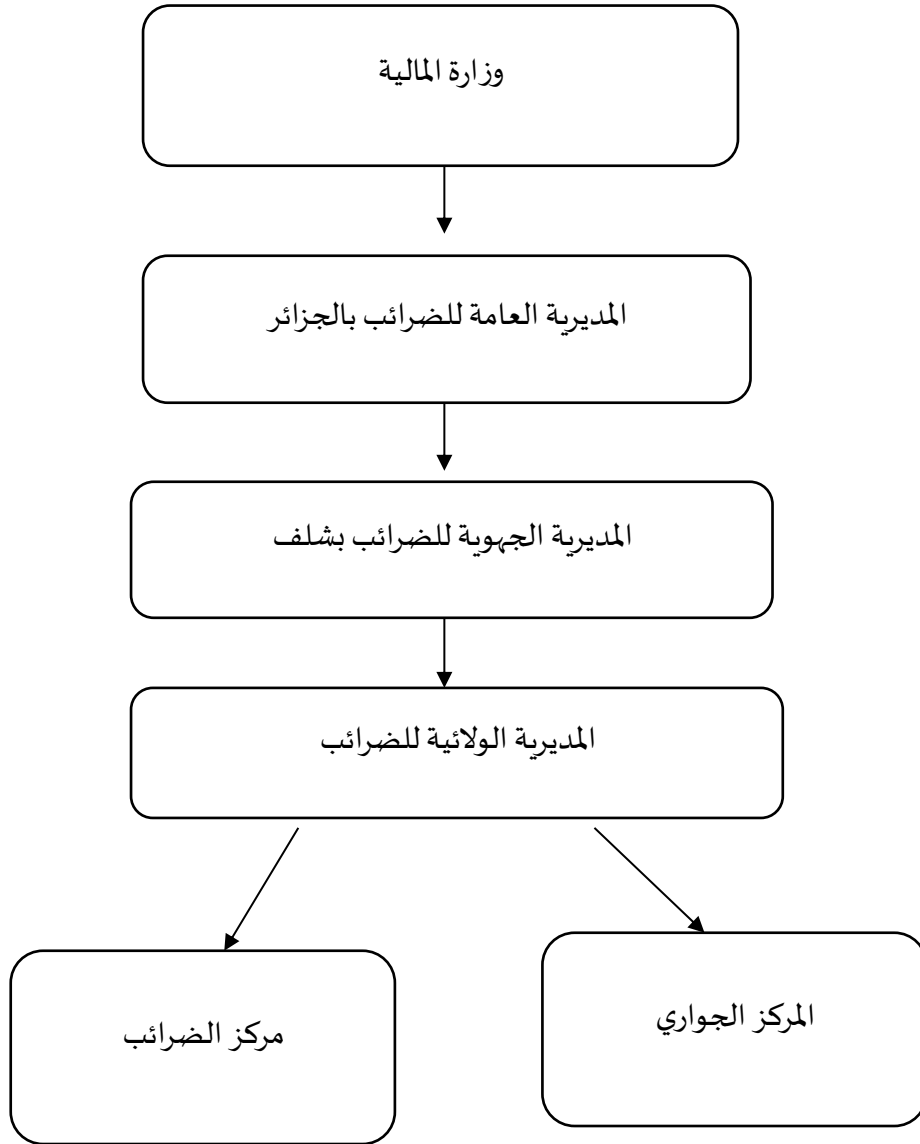 وزارة المالية
المديرية العامة للضرائب بالجزائر
المديرية الجهوية للضرائب بشلف
المديرية الولائية للضرائب
المركز الجواري
مركز الضرائب